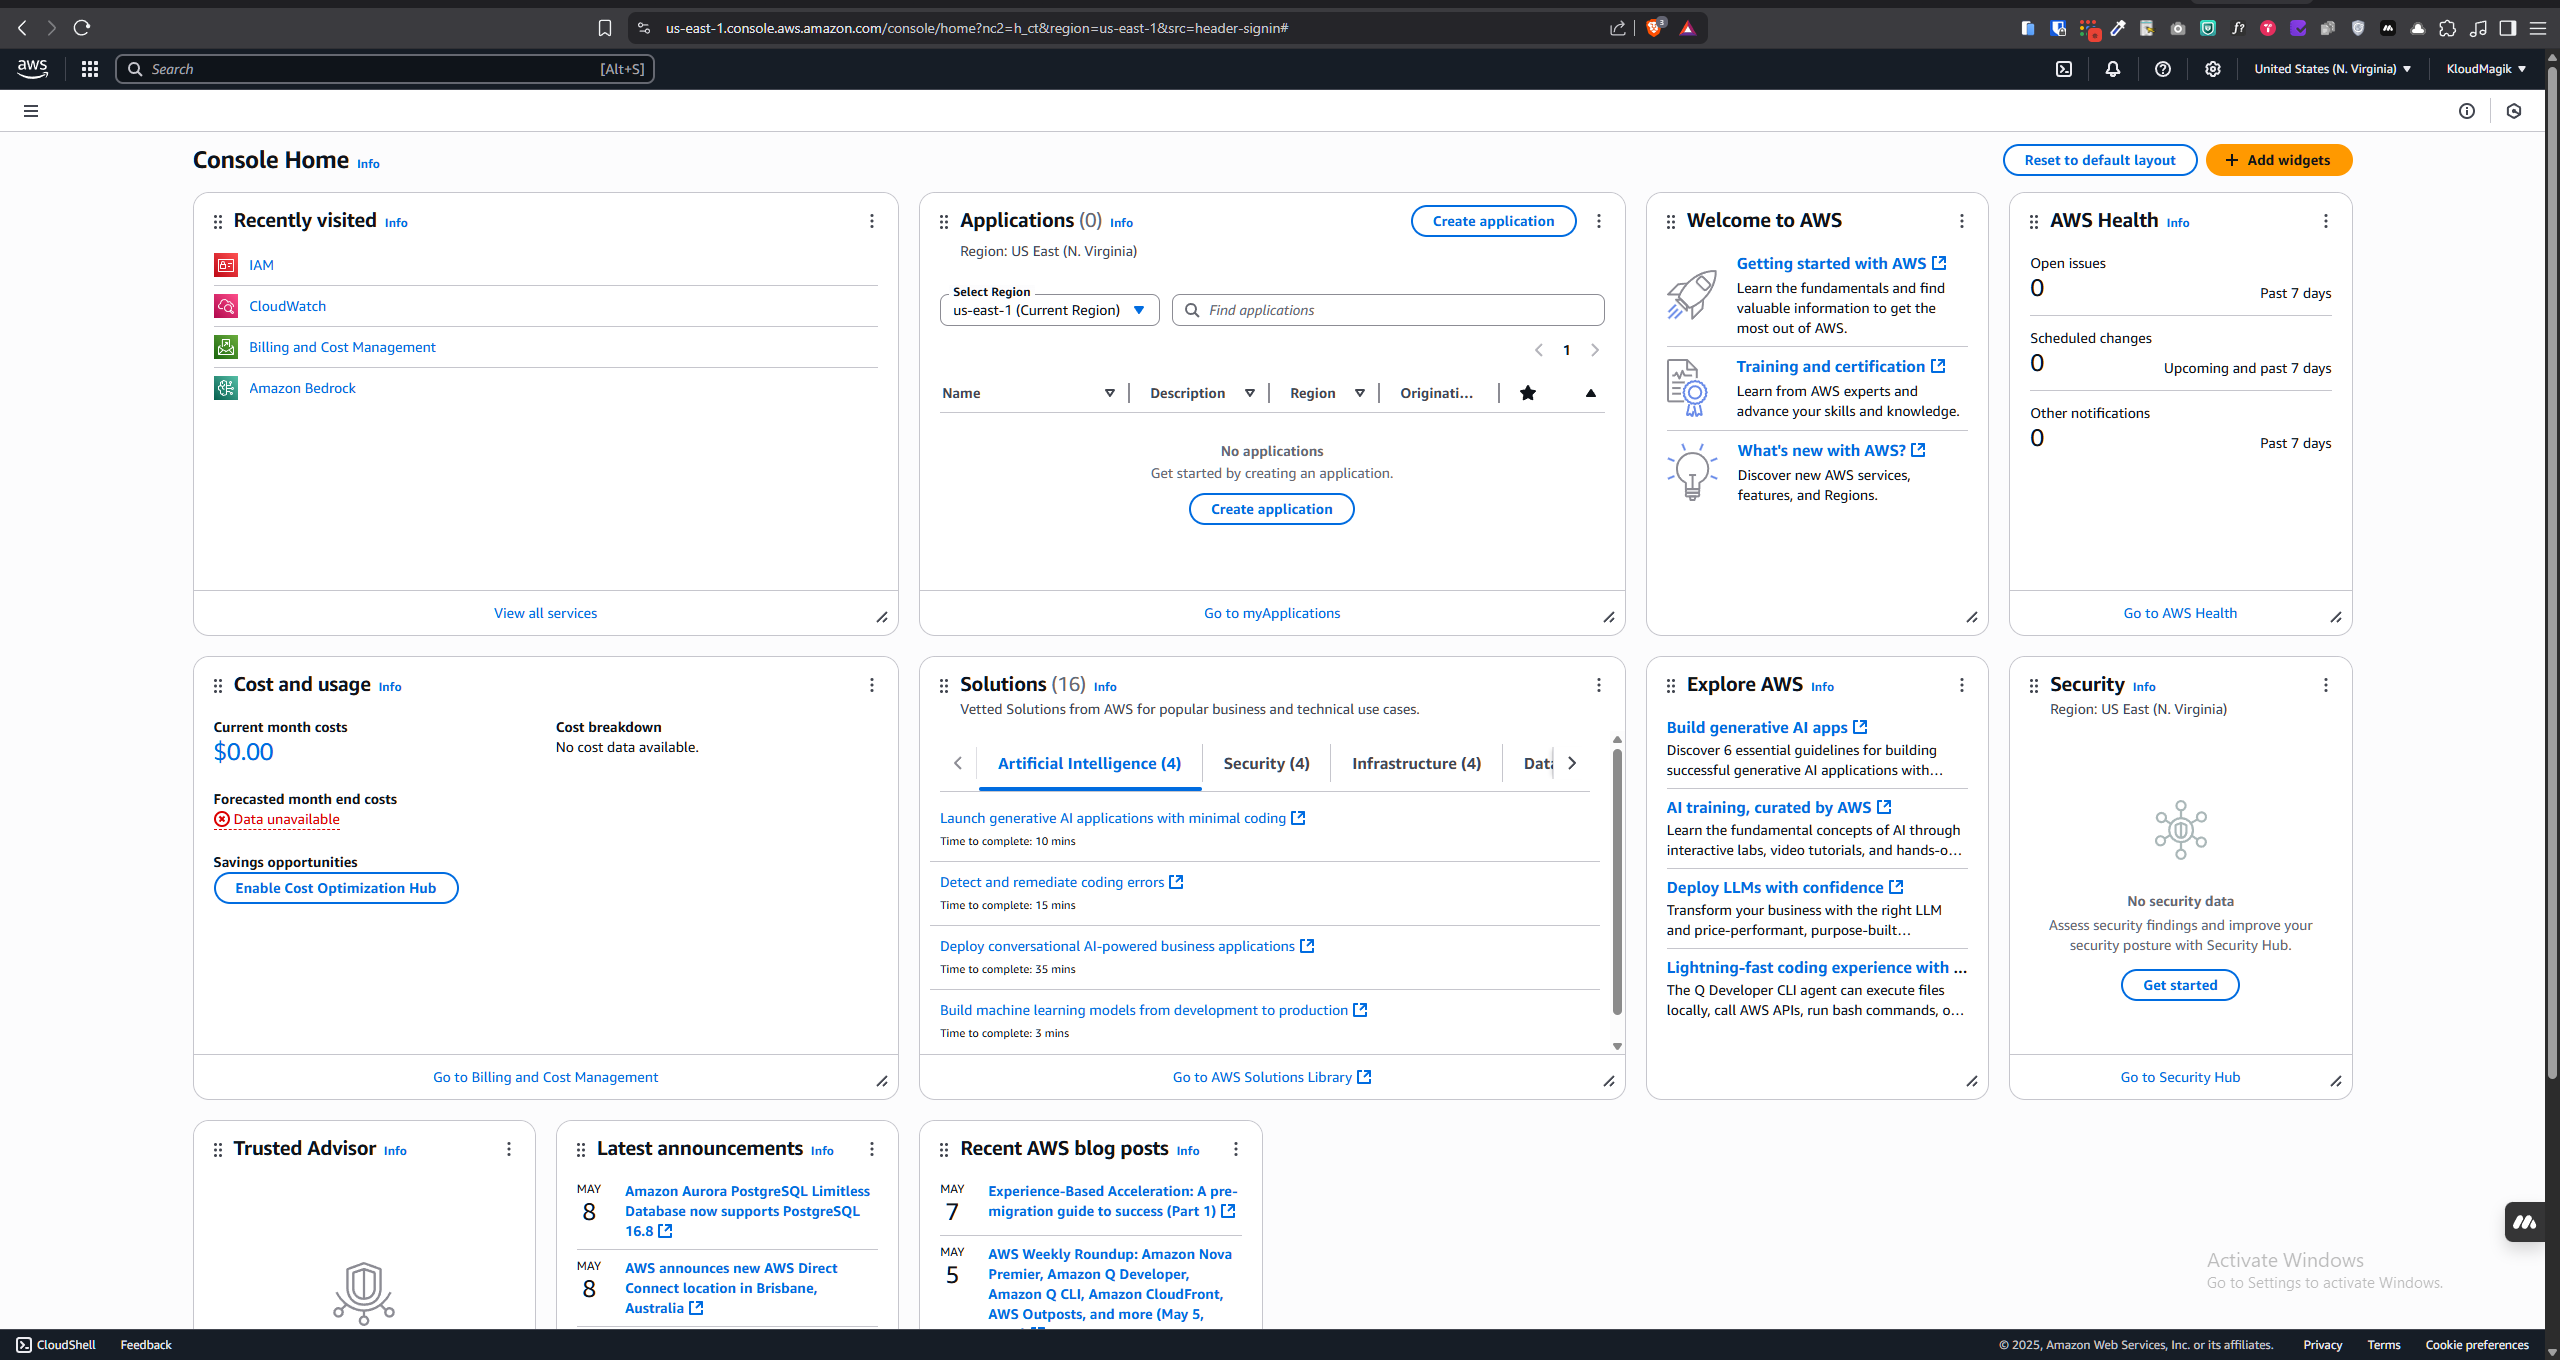 us-east-1.console.aws.amazon.com/console/home?nc2=h_ct&region=us-east-1&src=header-signin#
3
aws
Search
[Alt+S]
United States (N. Virginia)
KloudMagik
Console Home Info
Reset to default layout
Add widgets
Recently visited Info
IAM
CloudWatch
Billing and Cost Management
Amazon Bedrock
View all services
Applications (0) Info
Create application
Region: US East (N. Virginia)
Select Region
us-east-1 (Current Region)
Find applications
1
Name
Description
Region
Originati...
No applications
Get started by creating an application.
Create application
Go to myApplications
Welcome to AWS
Getting started with AWS
Learn the fundamentals and find
valuable information to get the
most out of AWS.
Training and certification
Learn from AWS experts and
advance your skills and knowledge.
What's new with AWS?
Discover new AWS services,
features, and Regions.
AWS Health Info
Open issues
0
Past 7 days
Scheduled changes
0
Upcoming and past 7 days
Other notifications
0
Past 7 days
Go to AWS Health
Cost and usage Info
Current month costs
$0.00
Cost breakdown
No cost data available.
Forecasted month end costs
Data unavailable
Savings opportunities
Enable Cost Optimization Hub
Go to Billing and Cost Management
Solutions (16) Info
Vetted Solutions from AWS for popular business and technical use cases.
Artificial Intelligence (4)
Security (4)
Infrastructure (4)
Data
Launch generative AI applications with minimal coding
Time to complete: 10 mins
Detect and remediate coding errors
Time to complete: 15 mins
Deploy conversational AI-powered business applications
Time to complete: 35 mins
Build machine learning models from development to production
Time to complete: 3 mins
Go to AWS Solutions Library
Explore AWS Info
Build generative AI apps
Discover 6 essential guidelines for building
successful generative AI applications with...
AI training, curated by AWS
Learn the fundamental concepts of AI through
interactive labs, video tutorials, and hands-o...
Deploy LLMs with confidence
Transform your business with the right LLM
and price-performant, purpose-built...
Lightning-fast coding experience with ...
The Q Developer CLI agent can execute files
locally, call AWS APIs, run bash commands, o...
Security Info
Region: US East (N. Virginia)
No security data
Assess security findings and improve your
security posture with Security Hub.
Get started
Go to Security Hub
Trusted Advisor Info
Latest announcements Info
MAY
8
Amazon Aurora PostgreSQL Limitless
Database now supports PostgreSQL
16.8
MAY
8
AWS announces new AWS Direct
Connect location in Brisbane,
Australia
Recent AWS blog posts Info
MAY
7
Experience-Based Acceleration: A pre-
migration guide to success (Part 1)
MAY
5
AWS Weekly Roundup: Amazon Nova
Premier, Amazon Q Developer,
Amazon Q CLI, Amazon CloudFront,
AWS Outposts, and more (May 5,
Activate Windows
Go to Settings to activate Windows.
CloudShell
Feedback
© 2025, Amazon Web Services, Inc. or its affiliates.
Privacy
Terms
Cookie preferences